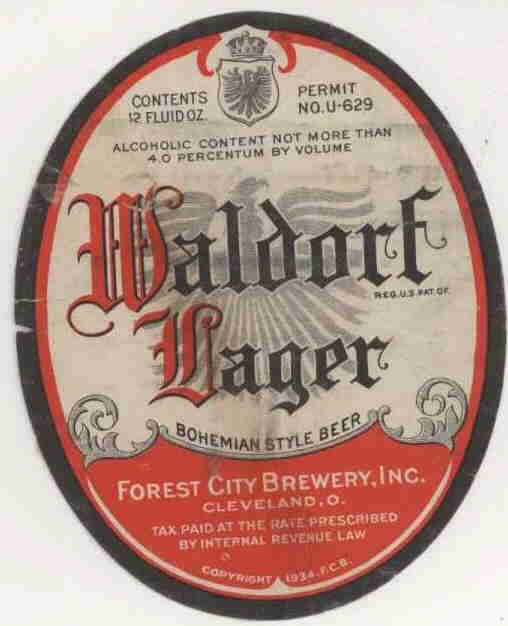 CONTENTS
12 FLUID OZ.
PERMIT
NO. U-629
ALCOHOLIC CONTENT NOT MORE THAN
4.0 PERCENTUM BY VOLUME
Waldorf
REG. U.S. PAT. OF.
Lager
BOHEMIAN STYLE BEER
FOREST CITY BREWERY, INC.
CLEVELAND, O.
TAX PAID AT THE RATE PRESCRIBED
BY INTERNAL REVENUE LAW
COPYRIGHT 1934, F.C.B.